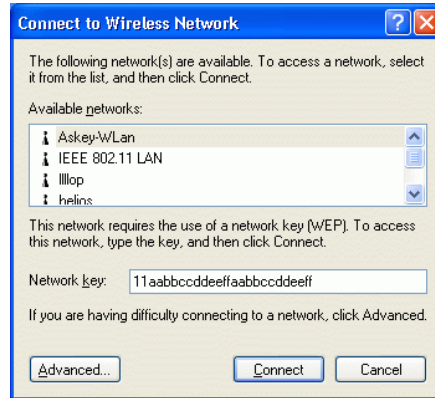 Connect to Wireless Network
The following network(s) are available. To access a network, select
it from the list, and then click Connect.
Available networks:
Askey-WLan
IEEE 802.11 LAN
llllop
helios
This network requires the use of a network key (WEP). To access
this network, type the key, and then click Connect.
Network key: 11aabbccddeeffaabbccddeeff
If you are having difficulty connecting to a network, click Advanced.
Advanced... Connect Cancel